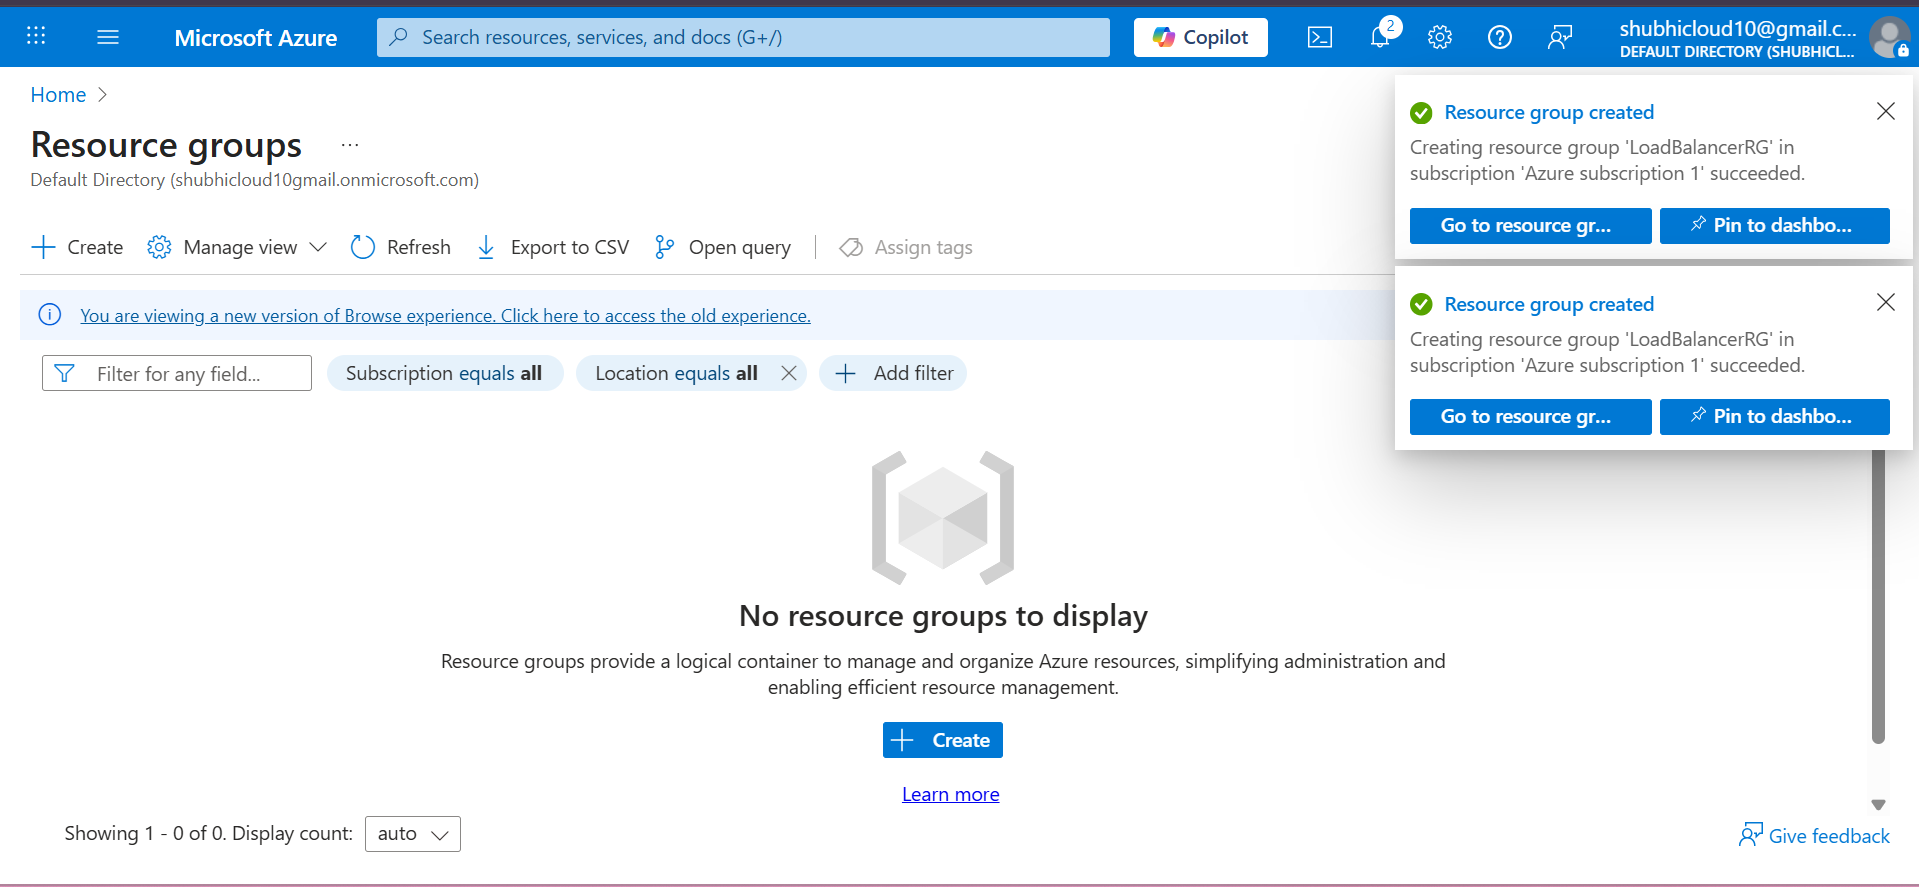 Microsoft Azure
Search resources, services, and docs (G+/)
Copilot
2
shubhicloud10@gmail.c...
DEFAULT DIRECTORY (SHUBHICL...
Home
Resource groups ...
Default Directory (shubhicloud10gmail.onmicrosoft.com)
Create Manage view Refresh Export to CSV Open query Assign tags
You are viewing a new version of Browse experience. Click here to access the old experience.
Filter for any field... Subscription equals all Location equals all Add filter
Resource group created
Creating resource group 'LoadBalancerRG' in
subscription 'Azure subscription 1' succeeded.
Go to resource gr... Pin to dashbo...
Resource group created
Creating resource group 'LoadBalancerRG' in
subscription 'Azure subscription 1' succeeded.
Go to resource gr... Pin to dashbo...
No resource groups to display
Resource groups provide a logical container to manage and organize Azure resources, simplifying administration and
enabling efficient resource management.
Create
Learn more
Showing 1 - 0 of 0. Display count: auto
Give feedback